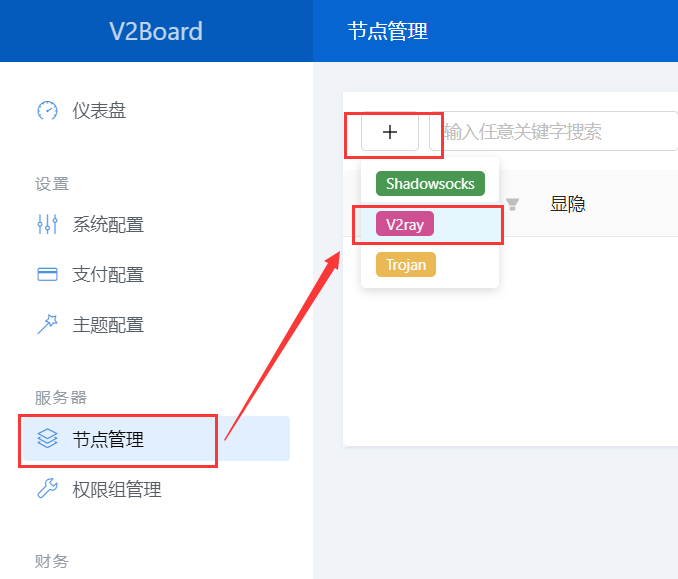 V2Board
节点管理
仪表盘
设置
系统配置
支付配置
主题配置
服务器
节点管理
权限组管理
财务
输入任意关键字搜索
Shadowsocks
V2ray
Trojan
显隐